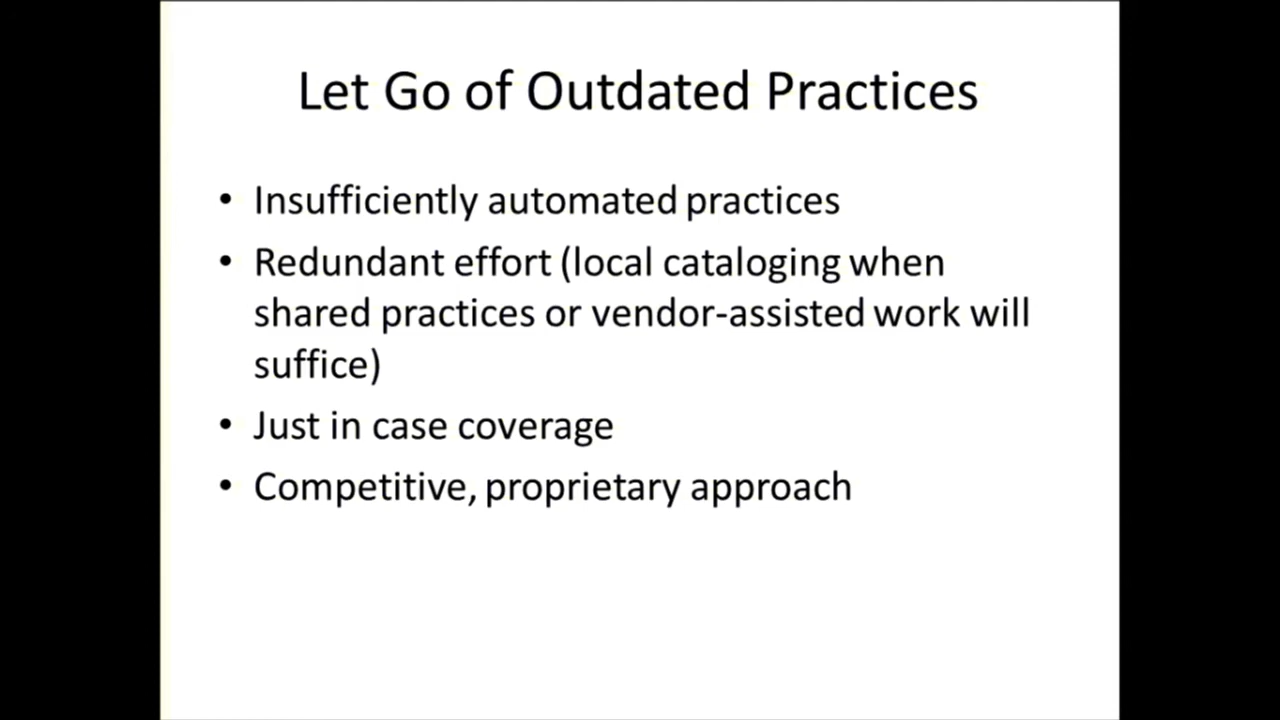 Let Go of Outdated Practices
• Insufficiently automated practices
• Redundant effort (local cataloging when
shared practices or vendor-assisted work will
suffice)
• Just in case coverage
• Competitive, proprietary approach